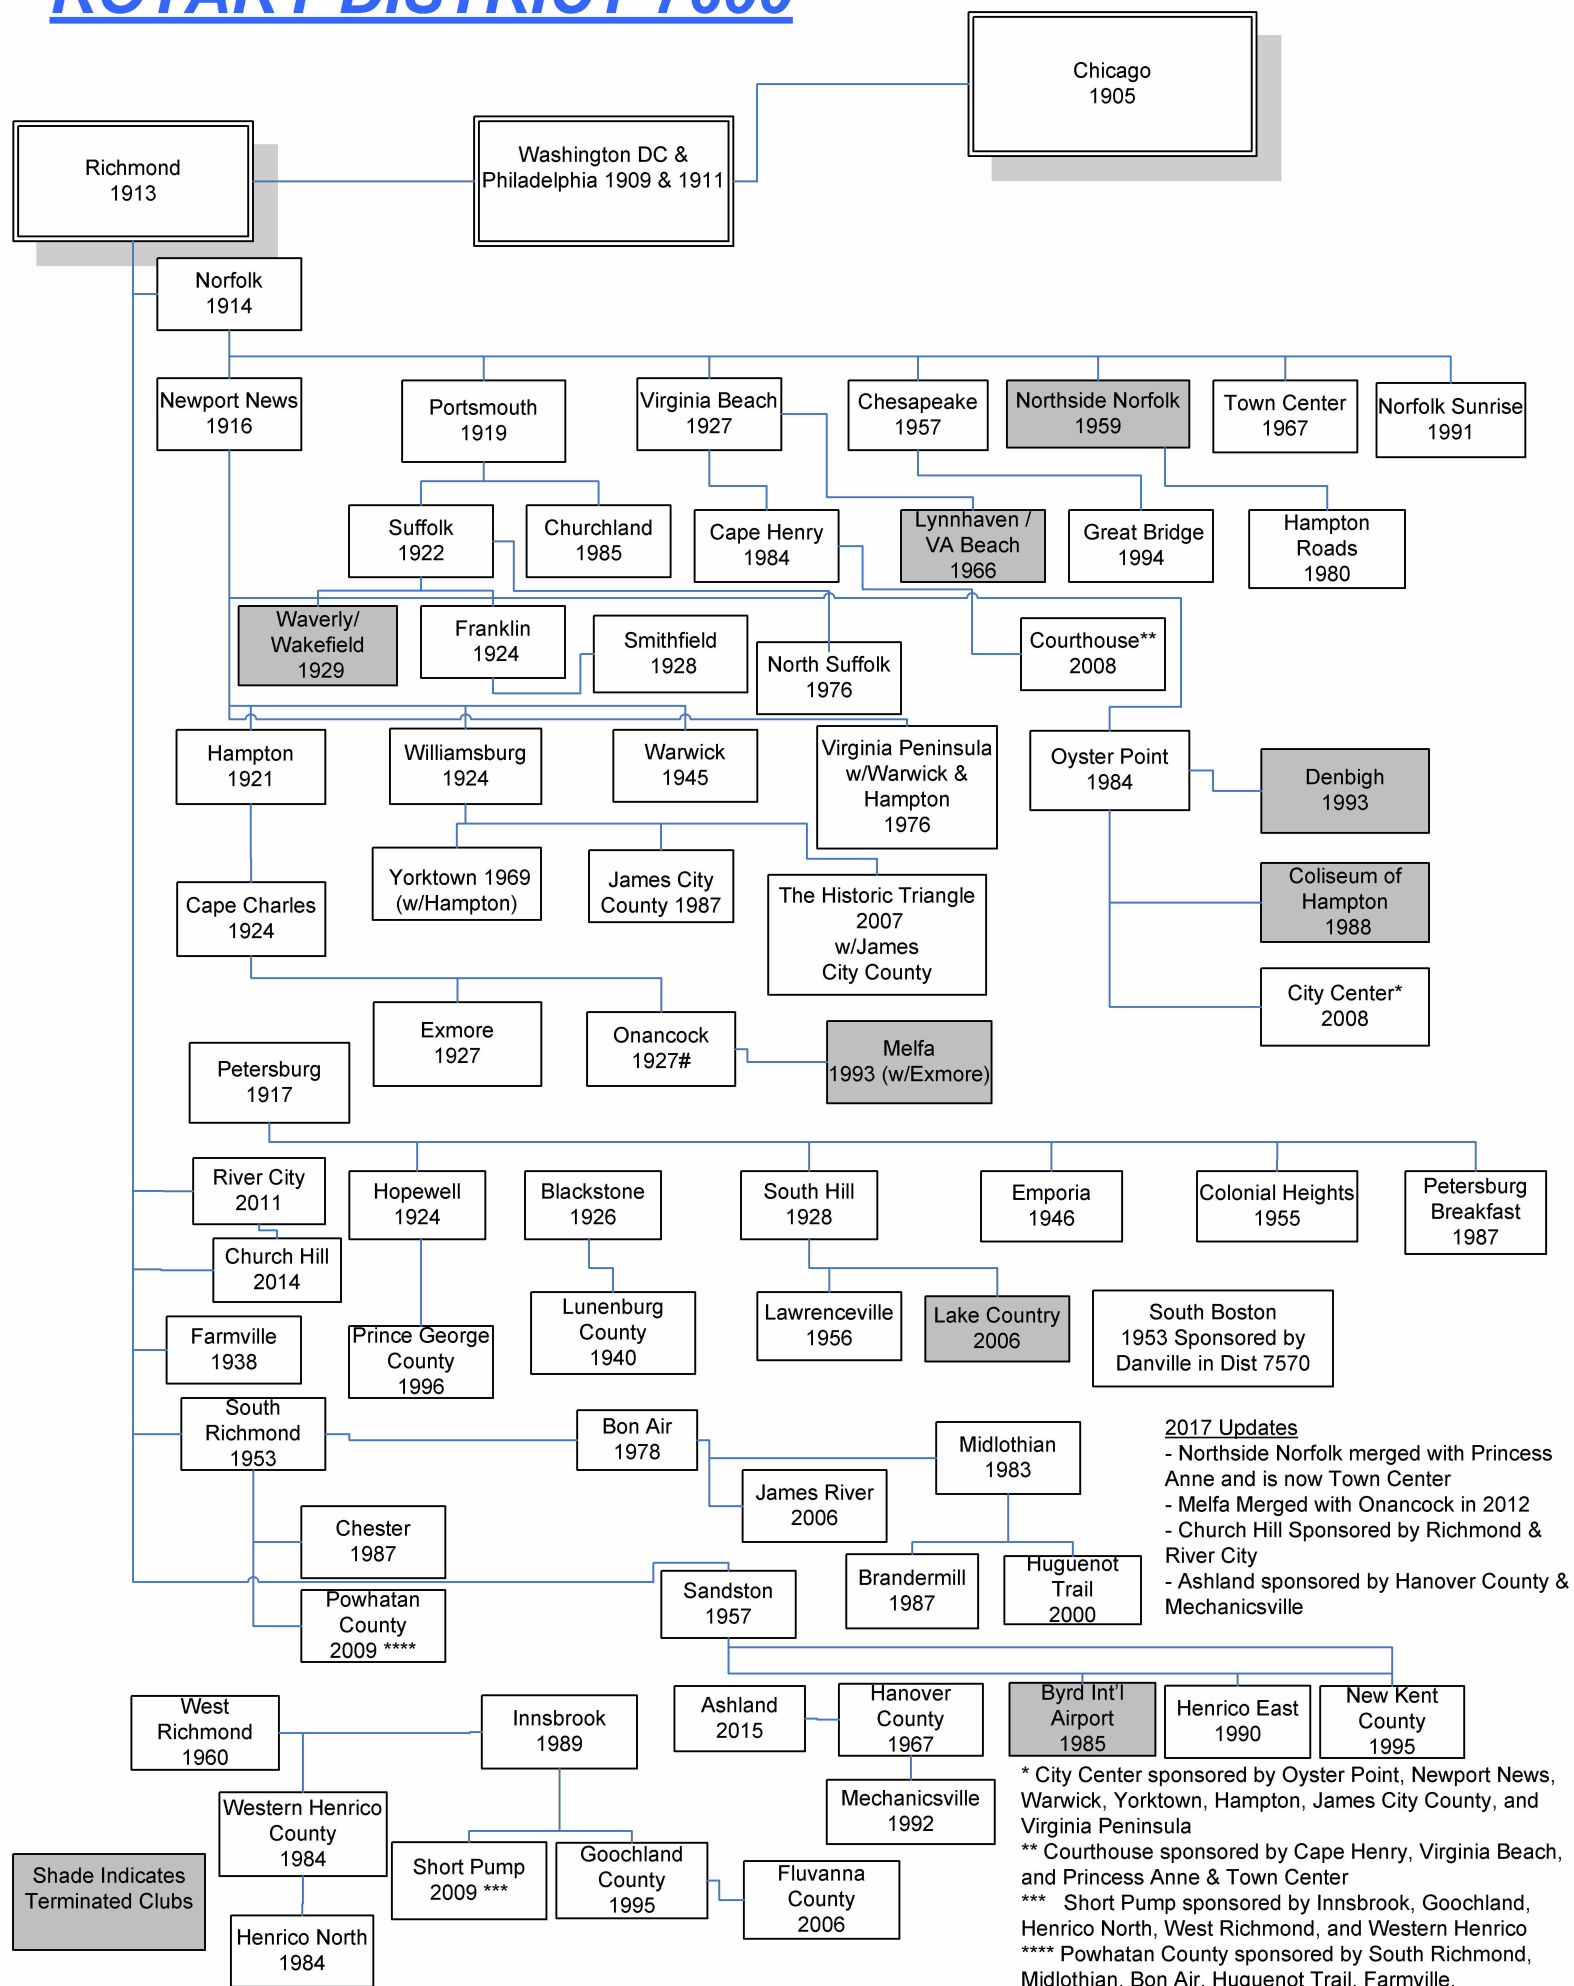 ROTARY DISTRICT 7600
Chicago
1905
Washington DC &
Philadelphia 1909 & 1911
Richmond
1913
Norfolk
1914
Newport News
1916
Portsmouth
1919
Virginia Beach
1927
Chesapeake
1957
Northside Norfolk
1959
Town Center
1967
Norfolk Sunrise
1991
Suffolk
1922
Churchland
1985
Cape Henry
1984
Lynnhaven /
VA Beach
1966
Great Bridge
1994
Hampton
Roads
1980
Waverly/
Wakefield
1929
Franklin
1924
Smithfield
1928
North Suffolk
1976
Courthouse**
2008
Hampton
1921
Williamsburg
1924
Warwick
1945
Virginia Peninsula
w/Warwick &
Hampton
1976
Oyster Point
1984
Denbigh
1993
Yorktown 1969
(w/Hampton)
James City
County 1987
The Historic Triangle
2007
w/James
City County
Coliseum of
Hampton
1988
Cape Charles
1924
City Center*
2008
Exmore
1927
Onancock
1927#
Melfa
1993 (w/Exmore)
Petersburg
1917
River City
2011
Hopewell
1924
Blackstone
1926
South Hill
1928
Emporia
1946
Colonial Heights
1955
Petersburg
Breakfast
1987
Church Hill
2014
Farmville
1938
Prince George
County
1996
Lunenburg
County
1940
Lawrenceville
1956
Lake Country
2006
South Boston
1953 Sponsored by
Danville in Dist 7570
South
Richmond
1953
Bon Air
1978
Midlothian
1983
James River
2006
2017 Updates
- Northside Norfolk merged with Princess
Anne and is now Town Center
- Melfa Merged with Onancock in 2012
- Church Hill Sponsored by Richmond &
River City
- Ashland sponsored by Hanover County &
Mechanicsville
Chester
1987
Powhatan
County
2009 ****
Sandston
1957
Brandermill
1987
Huguenot
Trail
2000
West
Richmond
1960
Innsbrook
1989
Ashland
2015
Hanover
County
1967
Byrd Int'l
Airport
1985
Henrico East
1990
New Kent
County
1995
Mechanicsville
1992
Western Henrico
County
1984
Short Pump
2009 ***
Goochland
County
1995
Fluvanna
County
2006
Henrico North
1984
Shade Indicates
Terminated Clubs
* City Center sponsored by Oyster Point, Newport News,
Warwick, Yorktown, Hampton, James City County, and
Virginia Peninsula
** Courthouse sponsored by Cape Henry, Virginia Beach,
and Princess Anne & Town Center
*** Short Pump sponsored by Innsbrook, Goochland,
Henrico North, West Richmond, and Western Henrico
**** Powhatan County sponsored by South Richmond,
Midlothian, Bon Air, Huguenot Trail, Farmville,